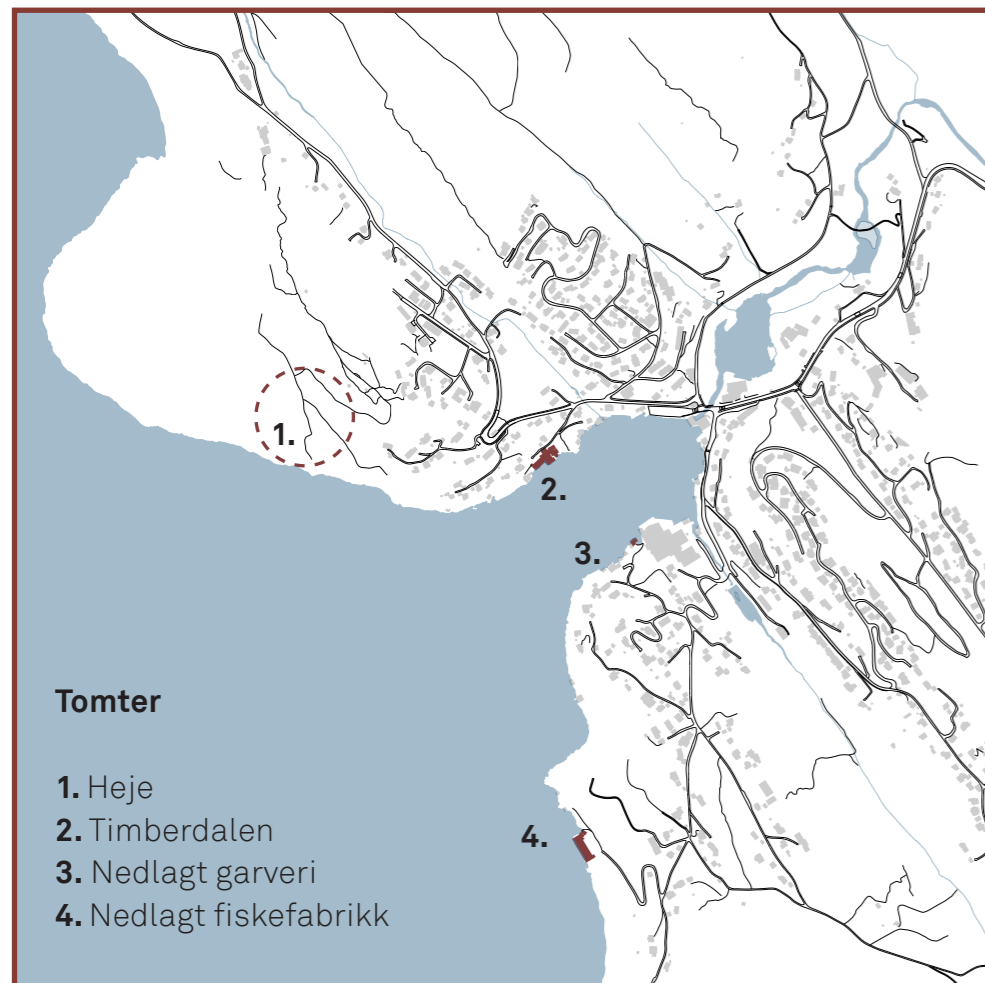 1.
2.
3.
4.
Tomter
1. Heje
2. Timberdalen
3. Nedlagt garveri
4. Nedlagt fiskefabrikk